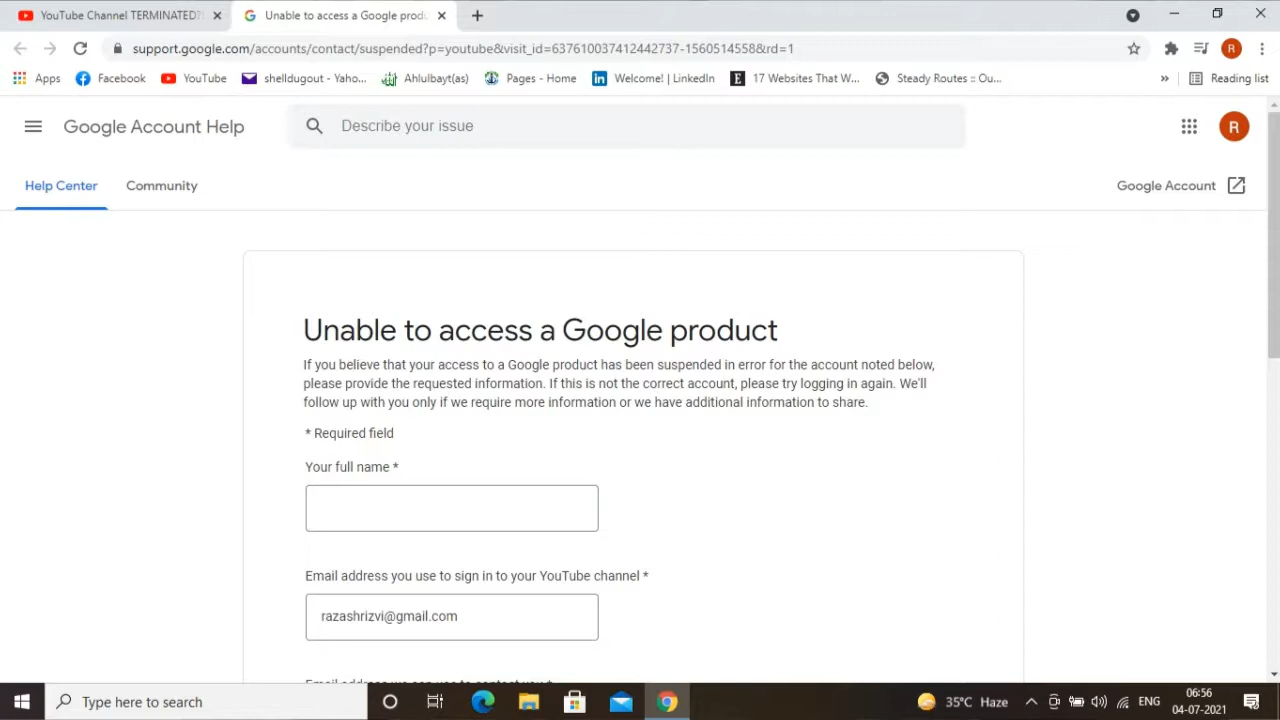 YouTube Channel TERMINATED?
Unable to access a Google produ
support.google.com/accounts/contact/suspended?p=youtube&visit_id=637610037412442737-1560514558&rd=1
R
Apps
Facebook
YouTube
shelldugout - Yaho...
Ahlulbayt(as)
Pages - Home
Welcome! | LinkedIn
17 Websites That W...
Steady Routes :: Ou...
»
Reading list
Google Account Help
Describe your issue
R
Help Center
Community
Google Account
Unable to access a Google product
If you believe that your access to a Google product has been suspended in error for the account noted below,
please provide the requested information. If this is not the correct account, please try logging in again. We'll
follow up with you only if we require more information or we have additional information to share.
* Required field
Your full name *
Email address you use to sign in to your YouTube channel *
razashrizvi@gmail.com
Type here to search
35°C Haze
ENG
06:56
04-07-2021